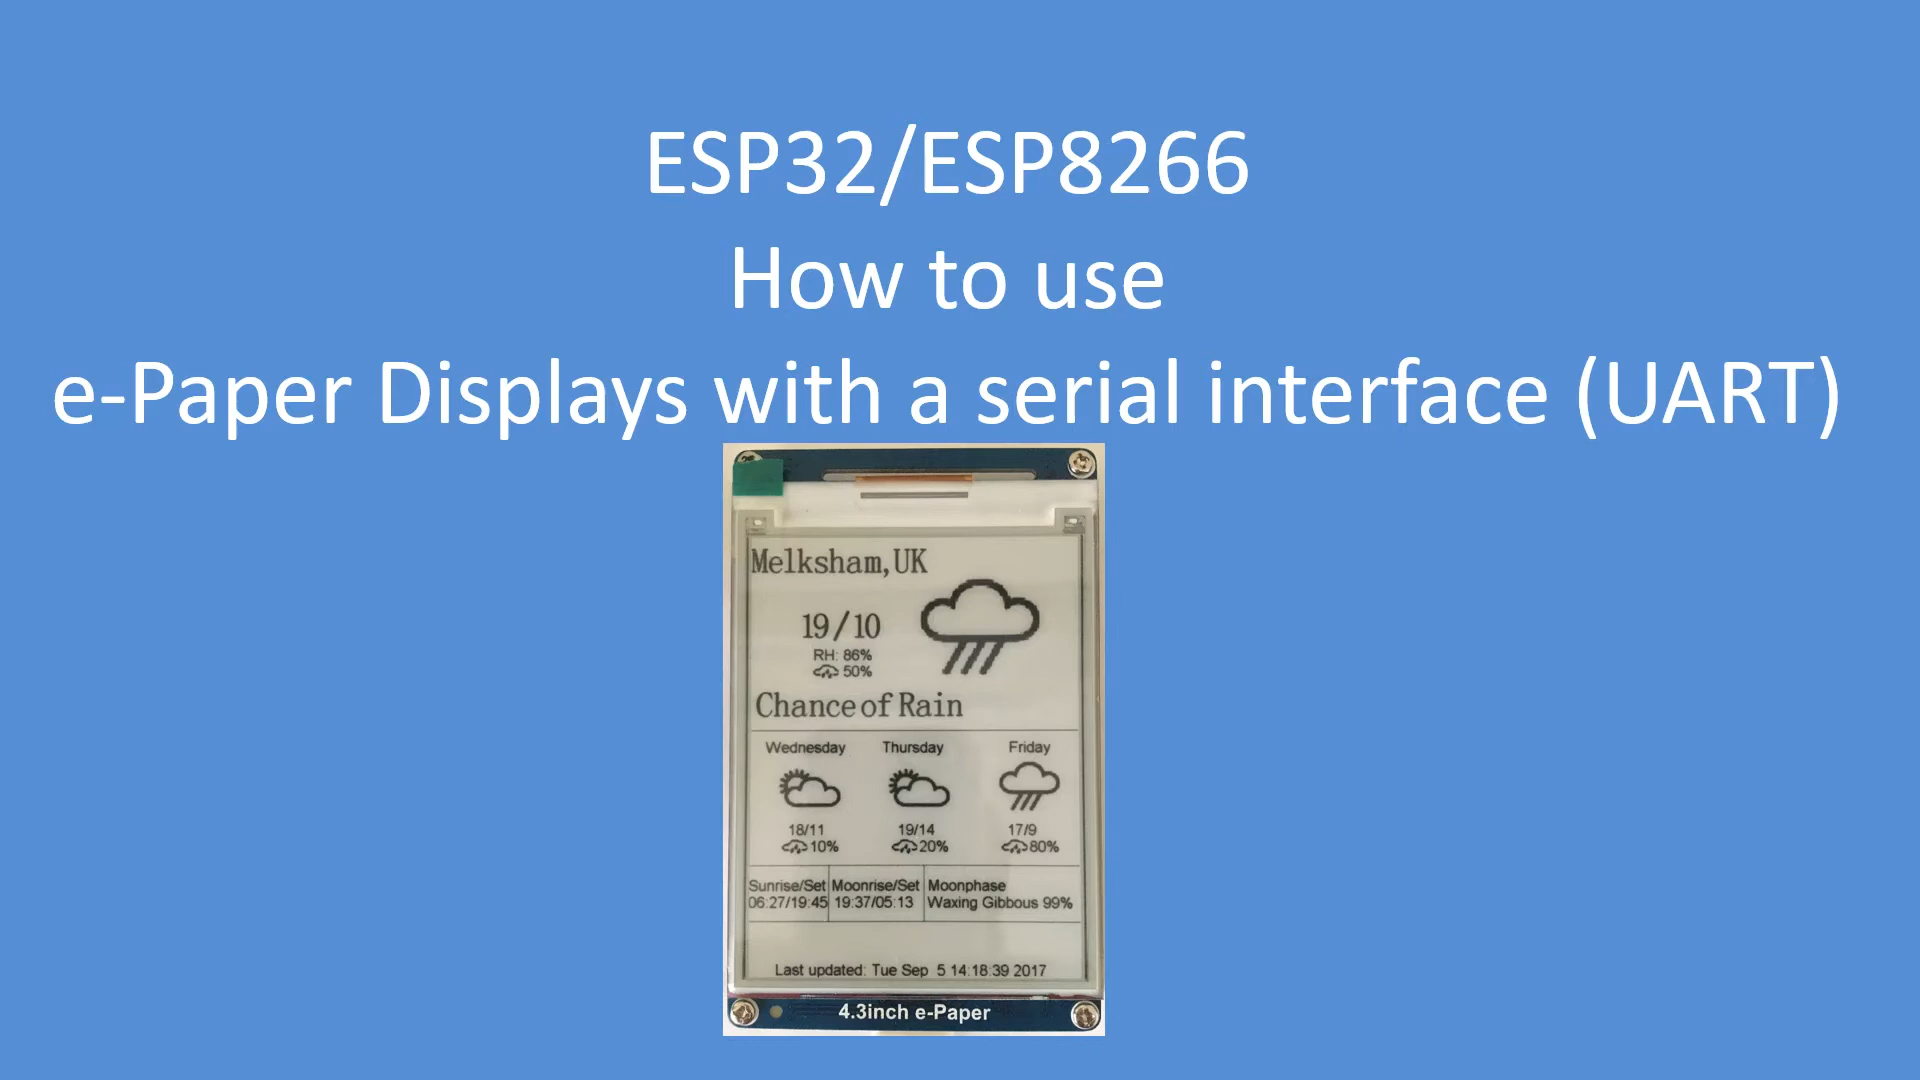 ESP32/ESP8266
How to use
e-Paper Displays with a serial interface (UART)
Melksham,UK
19/10
RH: 86%
50%
Chance of Rain
Wednesday Thursday Friday
18/11 19/14 17/9
10% 20% 80%
Sunrise/Set Moonrise/Set Moonphase
06:27/19:45 19:37/05:13 Waxing Gibbous 99%
Last updated: Tue Sep 5 14:18:39 2017
4.3inch e-Paper